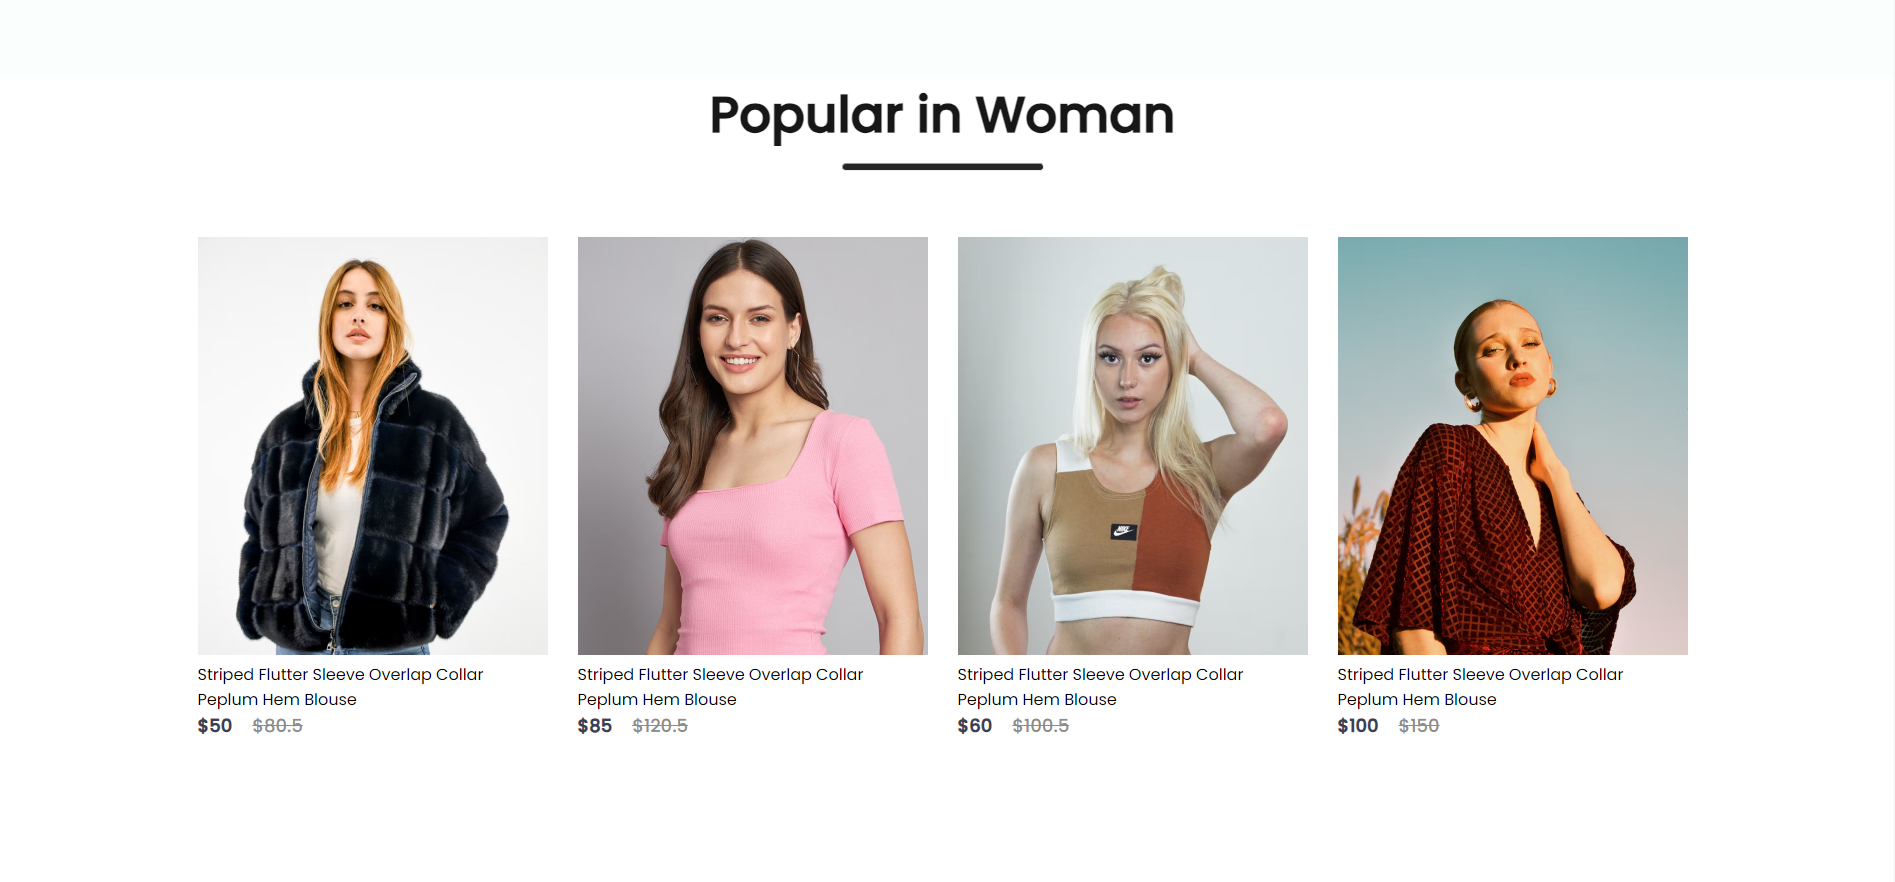 Popular in Woman
NIKE
Striped Flutter Sleeve Overlap Collar
Peplum Hem Blouse
$50 $80.5
Striped Flutter Sleeve Overlap Collar
Peplum Hem Blouse
$85 $120.5
Striped Flutter Sleeve Overlap Collar
Peplum Hem Blouse
$60 $100.5
Striped Flutter Sleeve Overlap Collar
Peplum Hem Blouse
$100 $150